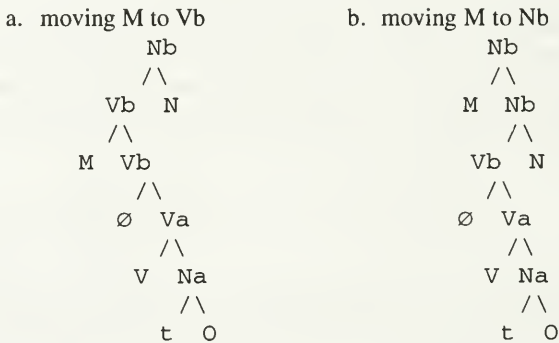 a. moving M to Vb b. moving M to Nb
Nb Nb
/\ /\
Vb N M Nb
/\ /\
M Vb Vb N
/\ /\
∅ Va ∅ Va
/\ /\
V Na V Na
/\ /\
t O t O